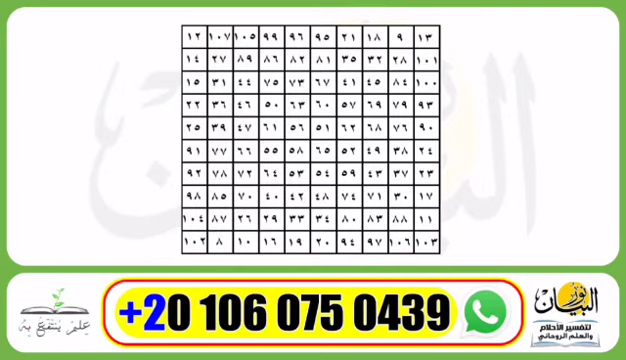 ١٢ ١٠٧ ١٠٥ ٩٩ ٩٦ ٩٥ ٢١ ١٨ ٩ ١٣
١٤ ٢٧ ٨٩ ٨٦ ٨٢ ٨١ ٣٥ ٣٢ ٢٨ ١٠١
١٥ ٣١ ٤٤ ٧٥ ٧٣ ٦٧ ٤١ ٤٥ ٨٤ ١٠٠
٢٢ ٣٦ ٤٦ ٥٠ ٦٣ ٦٠ ٥٧ ٦٩ ٧٩ ٩٣
٢٥ ٣٩ ٤٧ ٦١ ٥٦ ٥١ ٦٢ ٦٨ ٧٦ ٩٠
٩١ ٧٧ ٦٦ ٥٥ ٥٨ ٦٥ ٥٢ ٤٩ ٣٨ ٢٤
٩٢ ٧٨ ٧٢ ٦٤ ٥٣ ٥٤ ٥٩ ٤٣ ٣٧ ٢٣
٩٨ ٨٥ ٧٠ ٤٠ ٤٢ ٤٨ ٧٤ ٧١ ٣٠ ١٧
١٠٤ ٨٧ ٢٦ ٢٩ ٣٣ ٣٤ ٨٠ ٨٣ ٨٨ ١١
١٠٢ ٨ ١٠ ١٦ ١٩ ٢٠ ٩٤ ٩٧ ١٠٦ ١٠٣
نور
البيان
لتفسير الأحلام
والعلم الروحاني
+20 106 075 0439
علم ينتفع به